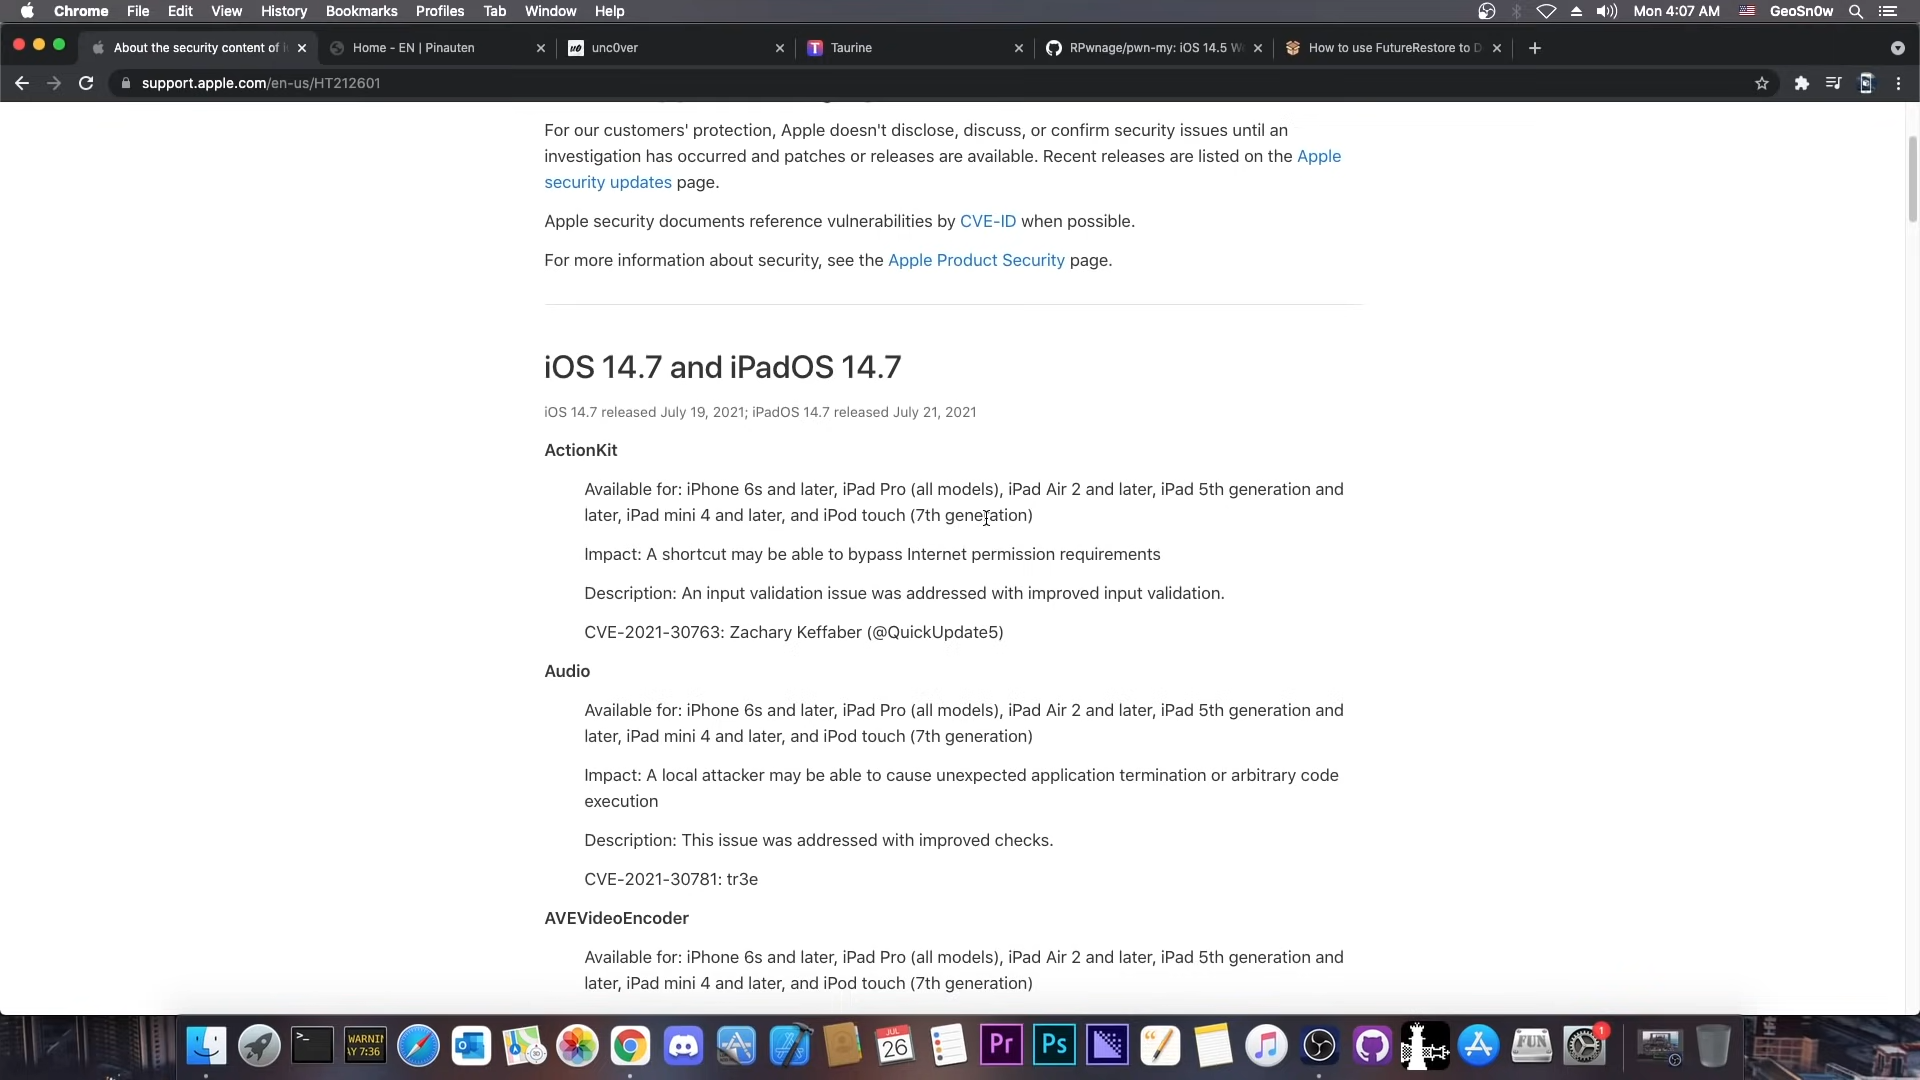 Chrome File Edit View History Bookmarks Profiles Tab Window Help Mon 4:07 AM GeoSn0w
About the security content of Home - EN | Pinauten unc0ver Taurine RPwnage/pwn-my: iOS 14.5 W How to use FutureRestore to D
support.apple.com/en-us/HT212601
For our customers' protection, Apple doesn't disclose, discuss, or confirm security issues until an
investigation has occurred and patches or releases are available. Recent releases are listed on the Apple
security updates page.
Apple security documents reference vulnerabilities by CVE-ID when possible.
For more information about security, see the Apple Product Security page.
iOS 14.7 and iPadOS 14.7
iOS 14.7 released July 19, 2021; iPadOS 14.7 released July 21, 2021
ActionKit
Available for: iPhone 6s and later, iPad Pro (all models), iPad Air 2 and later, iPad 5th generation and
later, iPad mini 4 and later, and iPod touch (7th generation)
Impact: A shortcut may be able to bypass Internet permission requirements
Description: An input validation issue was addressed with improved input validation.
CVE-2021-30763: Zachary Keffaber (@QuickUpdate5)
Audio
Available for: iPhone 6s and later, iPad Pro (all models), iPad Air 2 and later, iPad 5th generation and
later, iPad mini 4 and later, and iPod touch (7th generation)
Impact: A local attacker may be able to cause unexpected application termination or arbitrary code
execution
Description: This issue was addressed with improved checks.
CVE-2021-30781: tr3e
AVEVideoEncoder
Available for: iPhone 6s and later, iPad Pro (all models), iPad Air 2 and later, iPad 5th generation and
later, iPad mini 4 and later, and iPod touch (7th generation)
WARNIN
AY 7:36
JUL
26
Pr
Ps
FUN
1